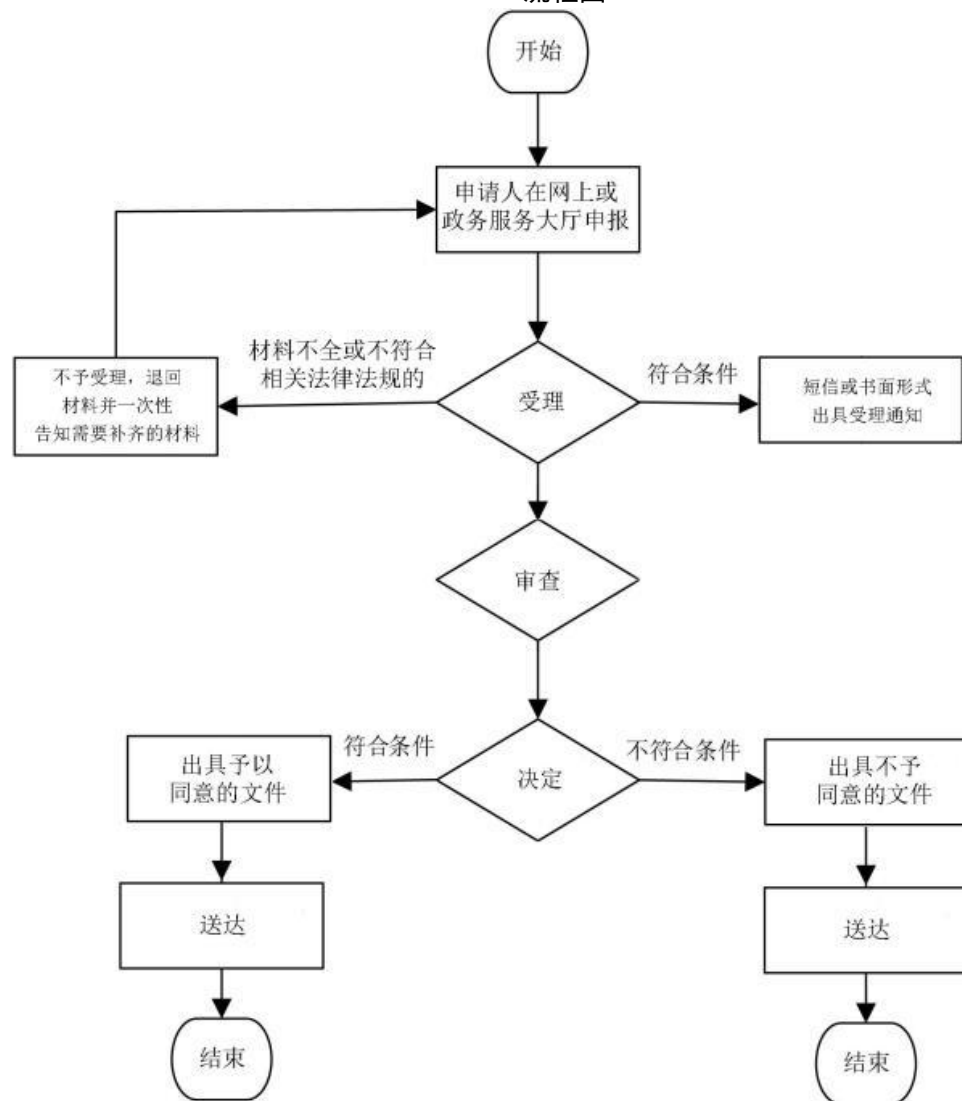 开始
申请人在网上或
政务服务大厅申报
材料不全或不符合
相关法律法规的
符合条件
不予受理，退回
材料并一次性
告知需要补齐的材料
受理
短信或书面形式
出具受理通知
审查
符合条件
不符合条件
出具予以
同意的文件
决定
出具不予
同意的文件
送达
送达
结束
结束